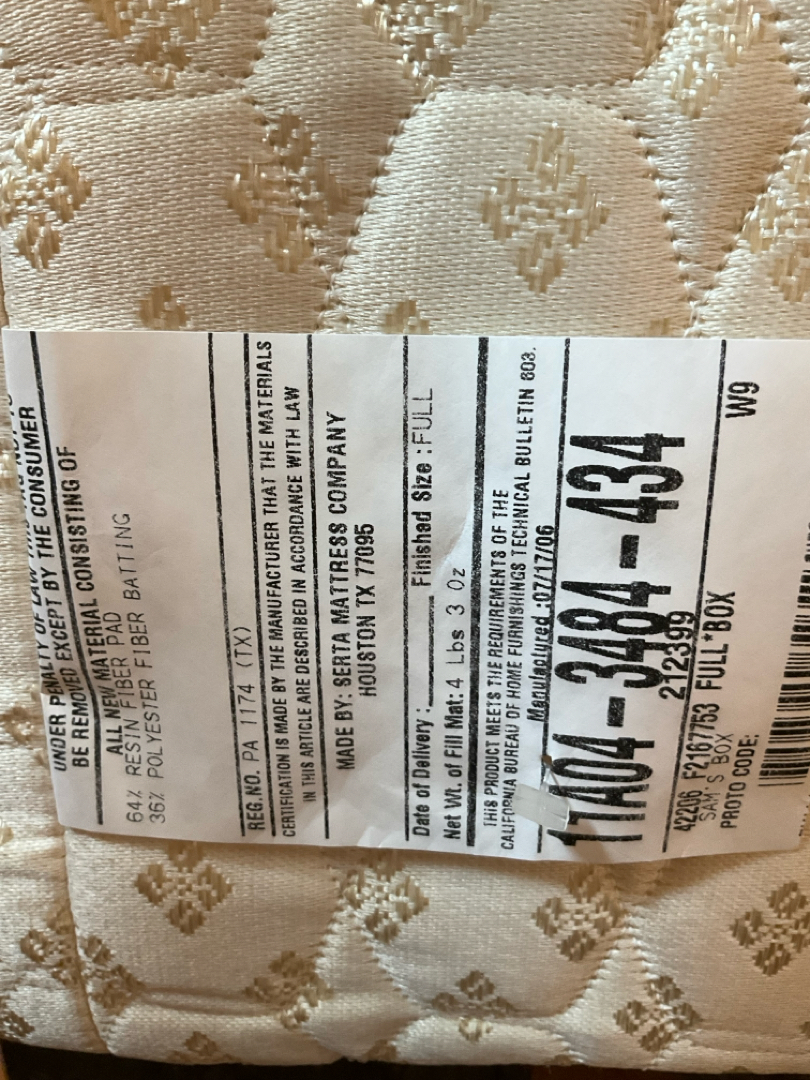 UNDER PENALTY OF LAW
BE REMOVED EXCEPT BY THE CONSUMER
ALL NEW MATERIAL CONSISTING OF
64% RESIN FIBER PAD
36% POLYESTER FIBER BATTING
REG.NO. PA 1174 (TX)
CERTIFICATION IS MADE BY THE MANUFACTURER THAT THE MATERIALS
IN THIS ARTICLE ARE DESCRIBED IN ACCORDANCE WITH LAW
MADE BY: SERTA MATTRESS COMPANY
HOUSTON TX 77095
Date of Delivery: Finished Size: FULL
Net Wt. of Fill Mat: 4 Lbs 3 Oz
THIS PRODUCT MEETS THE REQUIREMENTS OF THE
CALIFORNIA BUREAU OF HOME FURNISHINGS TECHNICAL BULLETIN 603.
Manufactured:07/17/06
11A04-3484-434
212399
42206 F2167753 FULL*BOX W9
SAM'S BOX
PROTO CODE: